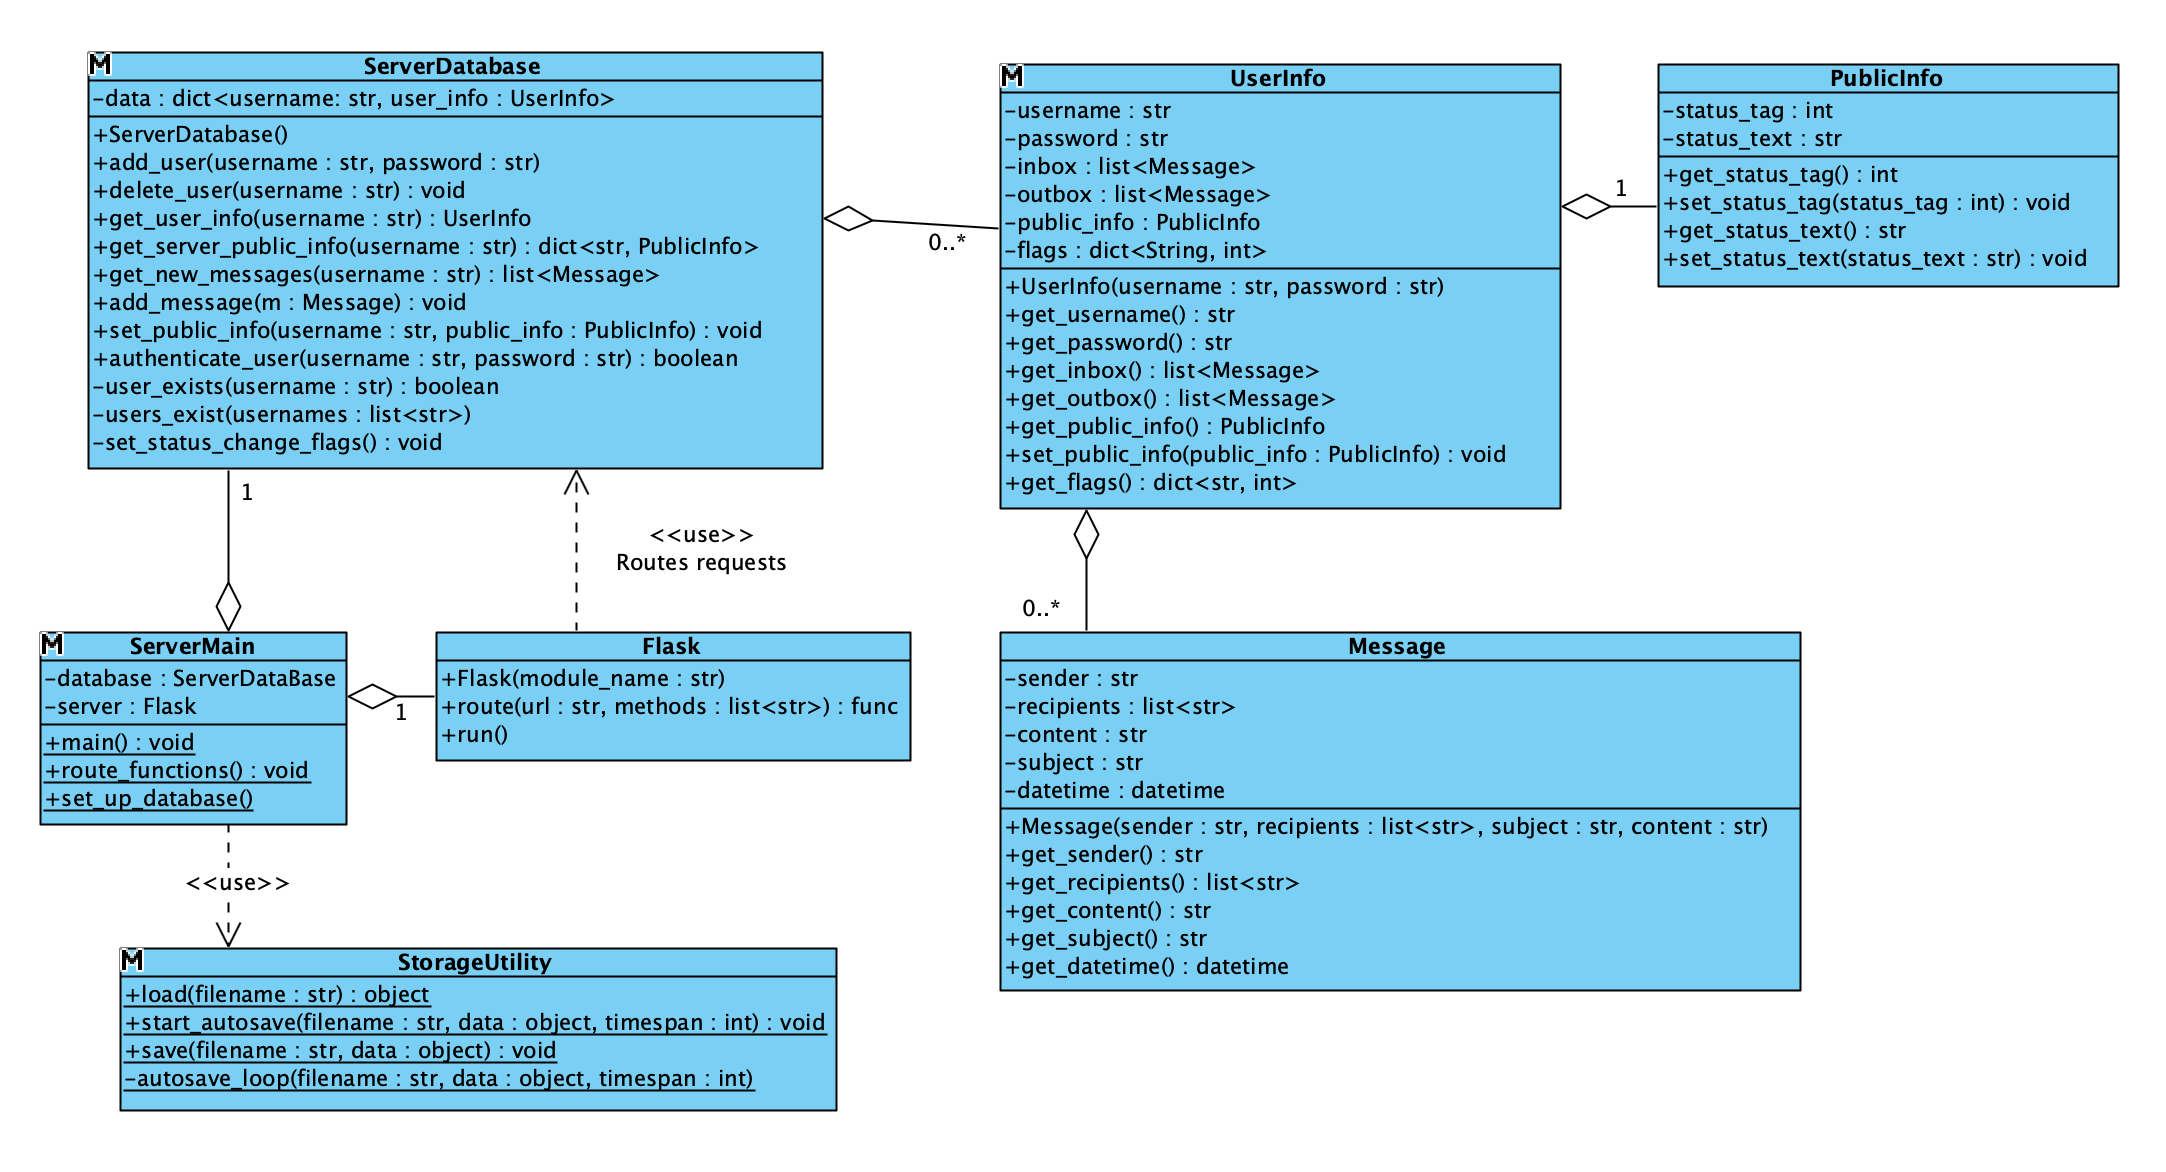 M
ServerDatabase
-data : dict<username: str, user_info : UserInfo>
+ServerDatabase()
+add_user(username : str, password : str)
+delete_user(username : str) : void
+get_user_info(username : str) : UserInfo
+get_server_public_info(username : str) : dict<str, PublicInfo>
+get_new_messages(username : str) : list<Message>
+add_message(m : Message) : void
+set_public_info(username : str, public_info : PublicInfo) : void
+authenticate_user(username : str, password : str) : boolean
-user_exists(username : str) : boolean
-users_exist(usernames : list<str>)
-set_status_change_flags() : void
0..*
M
UserInfo
-username : str
-password : str
-inbox : list<Message>
-outbox : list<Message>
-public_info : PublicInfo
-flags : dict<String, int>
+UserInfo(username : str, password : str)
+get_username() : str
+get_password() : str
+get_inbox() : list<Message>
+get_outbox() : list<Message>
+get_public_info() : PublicInfo
+set_public_info(public_info : PublicInfo) : void
+get_flags() : dict<str, int>
1
PublicInfo
-status_tag : int
-status_text : str
+get_status_tag() : int
+set_status_tag(status_tag : int) : void
+get_status_text() : str
+set_status_text(status_text : str) : void
1
<<use>>
Routes requests
0..*
M
ServerMain
-database : ServerDataBase
-server : Flask
+main() : void
+route_functions() : void
+set_up_database()
1
Flask
+Flask(module_name : str)
+route(url : str, methods : list<str>) : func
+run()
Message
-sender : str
-recipients : list<str>
-content : str
-subject : str
-datetime : datetime
+Message(sender : str, recipients : list<str>, subject : str, content : str)
+get_sender() : str
+get_recipients() : list<str>
+get_content() : str
+get_subject() : str
+get_datetime() : datetime
<<use>>
M
StorageUtility
+load(filename : str) : object
+start_autosave(filename : str, data : object, timespan : int) : void
+save(filename : str, data : object) : void
-autosave_loop(filename : str, data : object, timespan : int)